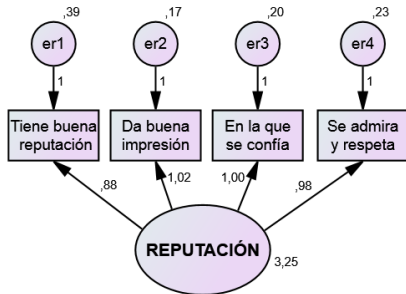 ,39 ,17 ,20 ,23
er1 er2 er3 er4
1 1 1 1
Tiene buena
reputación
Da buena
impresión
En la que
se confía
Se admira
y respeta
,88 1,02 1,00 ,98
REPUTACIÓN
3,25